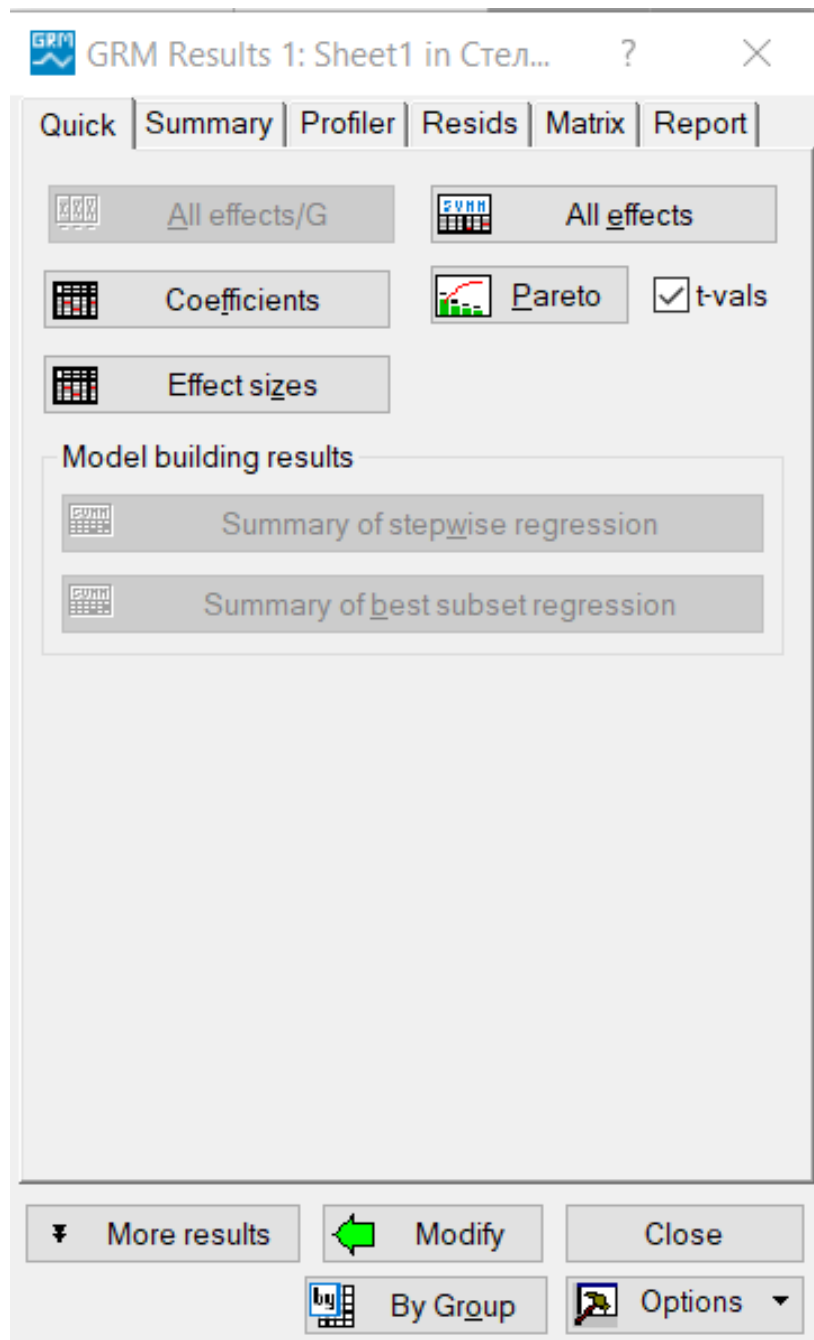 GRM
GRM Results 1: Sheet1 in Стел... ?
Quick Summary Profiler Resids Matrix Report
All effects/G
SUMM All effects
Coefficients
Pareto t-vals
Effect sizes
Model building results
SUMM Summary of stepwise regression
SUMM Summary of best subset regression
More results Modify Close
by By Group Options